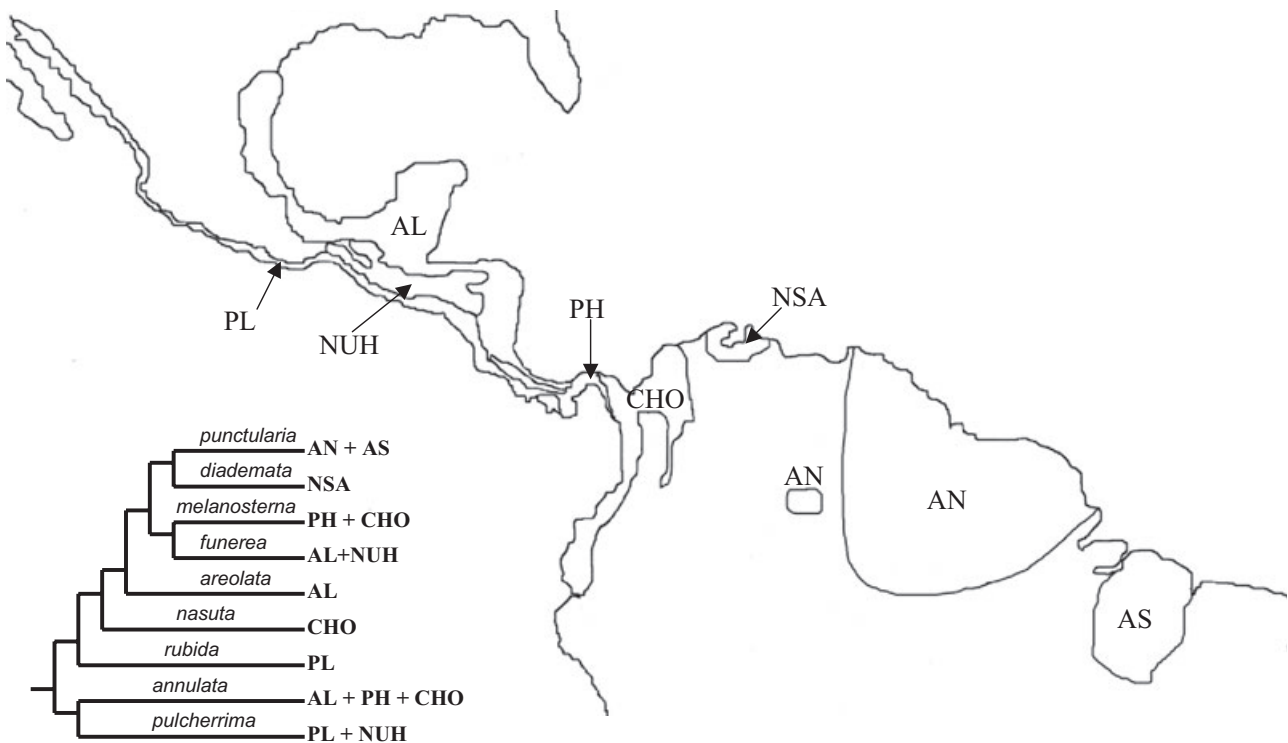 AL
PL
NUH
PH
NSA
CHO
AN
AN
AS
punctularia AN + AS
diademata NSA
melanosterna PH + CHO
funerea AL+NUH
areolata AL
nasuta CHO
rubida PL
annulata AL + PH + CHO
pulcherrima PL + NUH